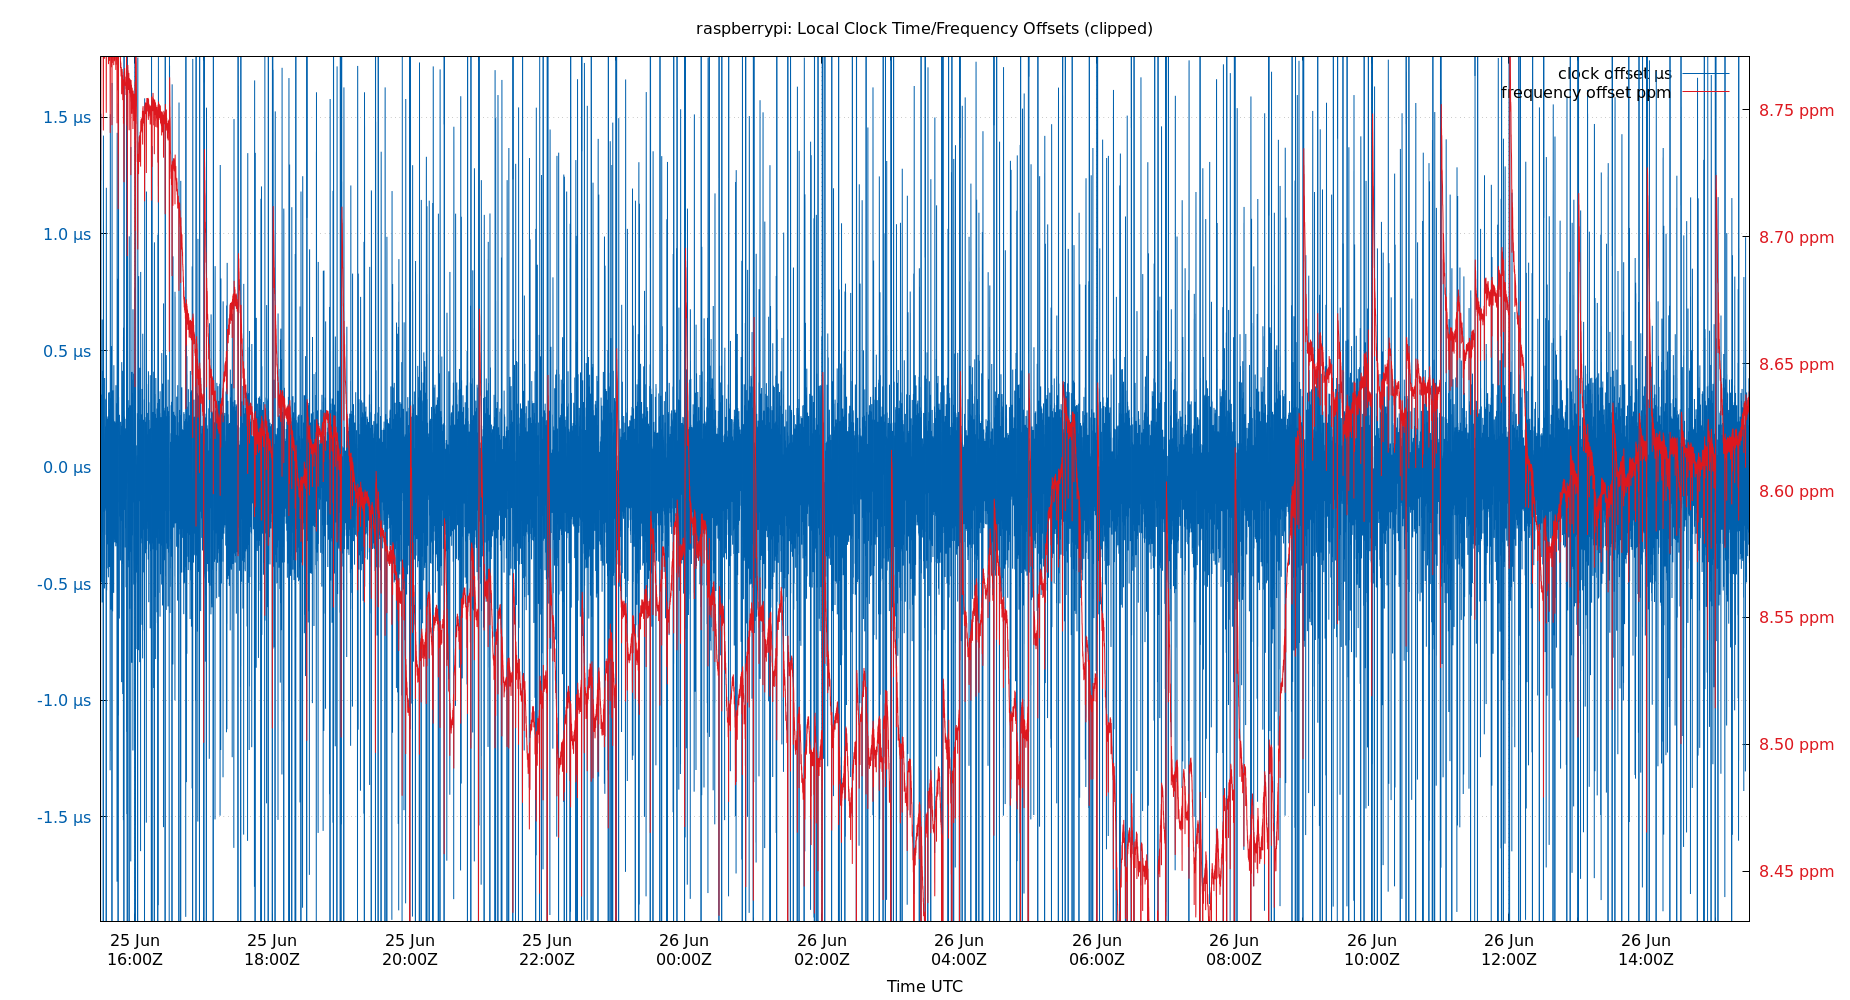 raspberrypi: Local Clock Time/Frequency Offsets (clipped)
clock offset µs
frequency offset ppm
1.5 µs
1.0 µs
0.5 µs
0.0 µs
-0.5 µs
-1.0 µs
-1.5 µs
8.75 ppm
8.70 ppm
8.65 ppm
8.60 ppm
8.55 ppm
8.50 ppm
8.45 ppm
25 Jun 25 Jun 25 Jun 25 Jun 26 Jun 26 Jun 26 Jun 26 Jun 26 Jun 26 Jun 26 Jun 26 Jun
16:00Z 18:00Z 20:00Z 22:00Z 00:00Z 02:00Z 04:00Z 06:00Z 08:00Z 10:00Z 12:00Z 14:00Z
Time UTC